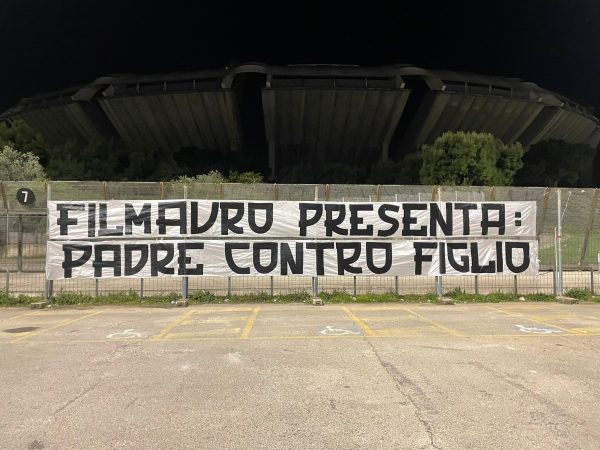 7
FILMAURO PRESENTA:
PADRE CONTRO FIGLIO